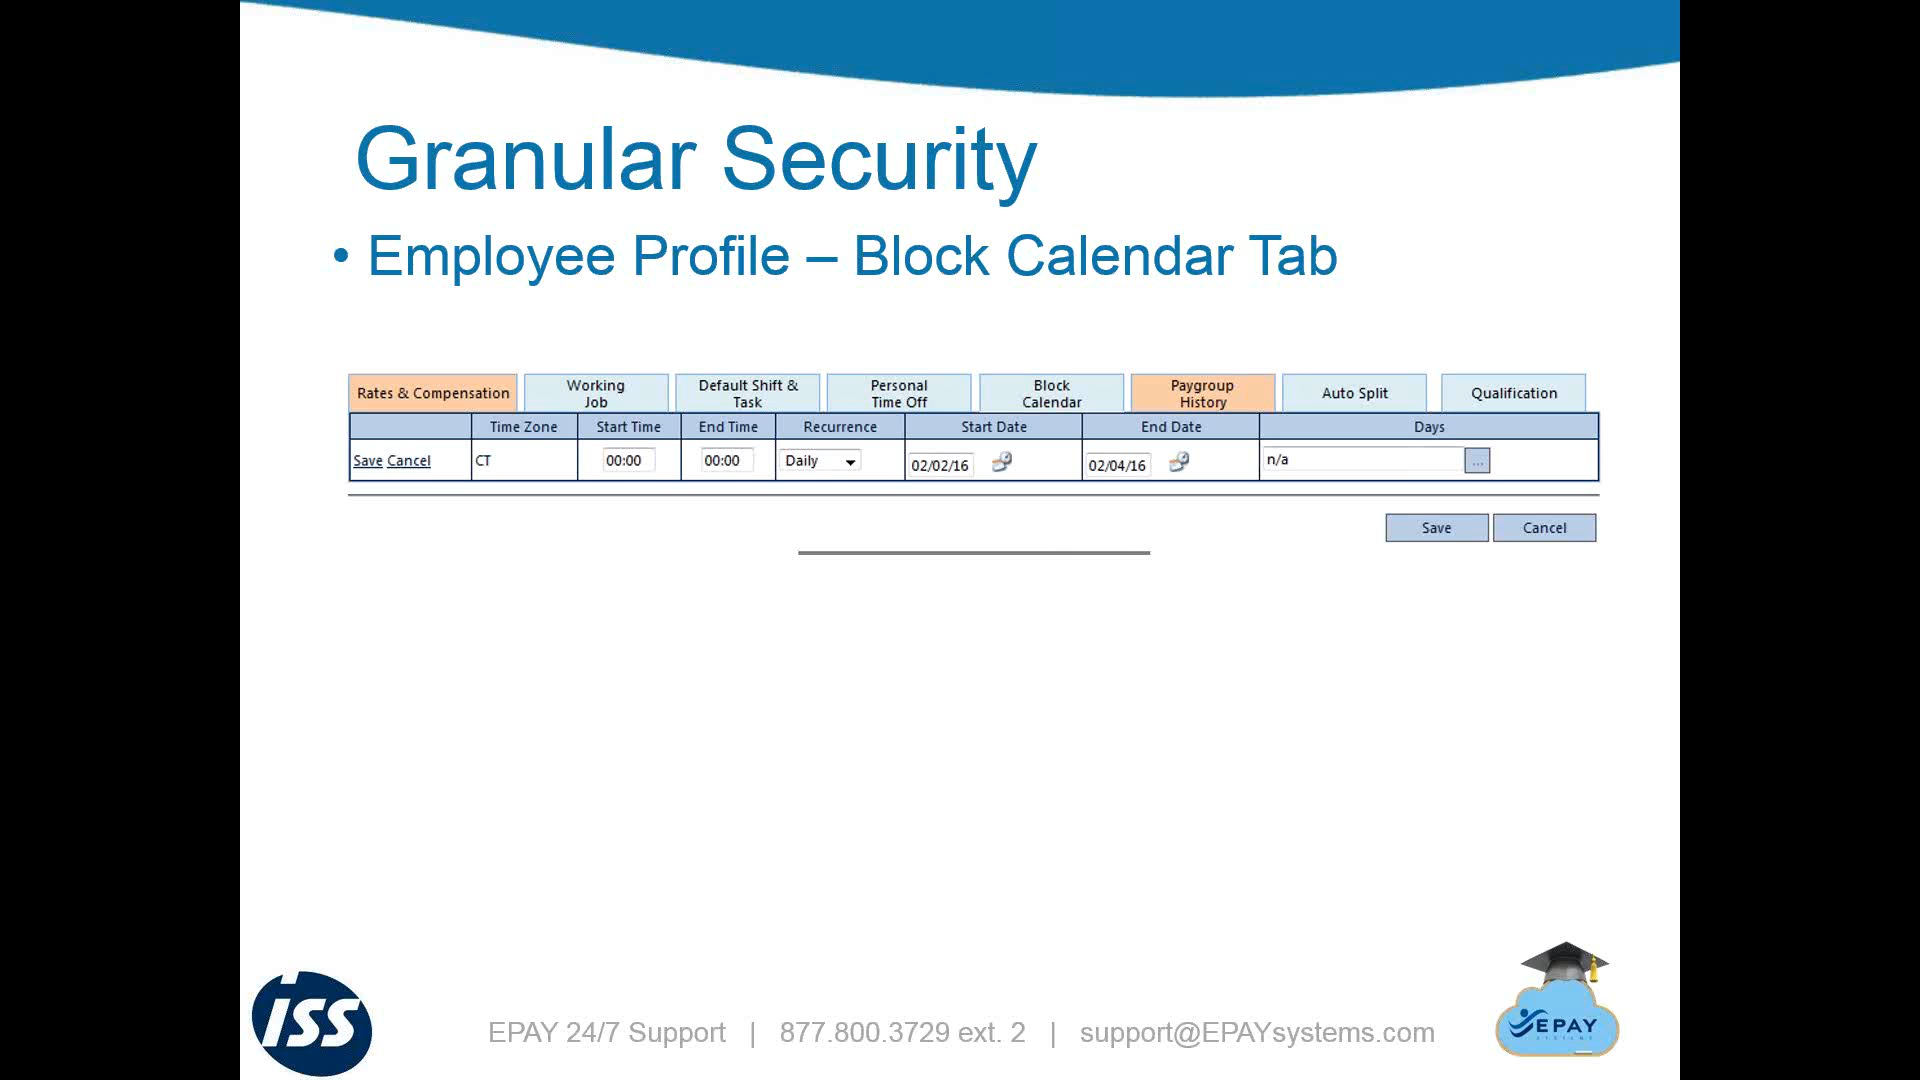 Granular Security
• Employee Profile – Block Calendar Tab
Rates & Compensation
Working
Job
Default Shift &
Task
Personal
Time Off
Block
Calendar
Paygroup
History
Auto Split
Qualification
Time Zone Start Time End Time Recurrence Start Date End Date Days
Save Cancel CT 00:00 00:00 Daily 02/02/16 02/04/16 n/a ...
Save Cancel
ISS
EPAY 24/7 Support | 877.800.3729 ext. 2 | support@EPAYsystems.com
EPAY
SYSTEMS